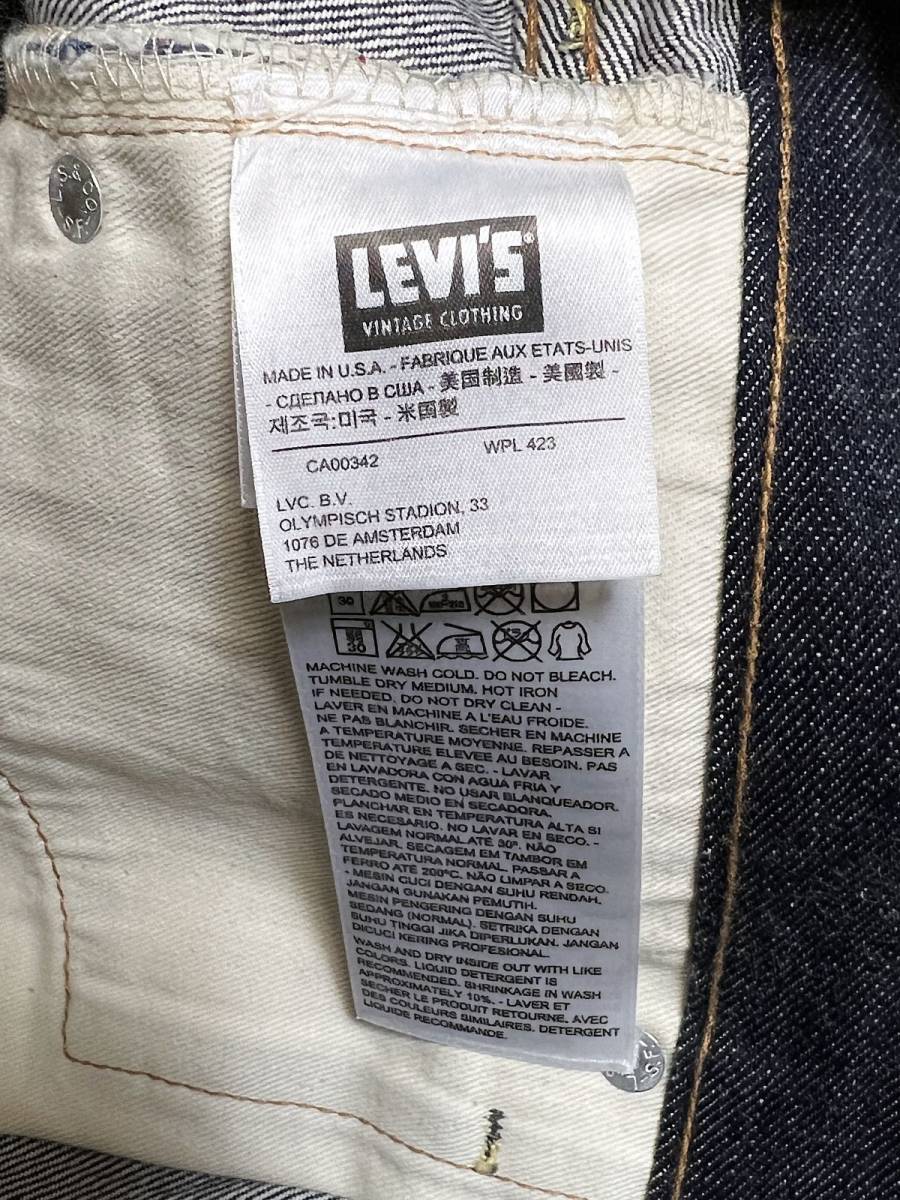 L.S.&CO. S.F.
LEVI'S®
VINTAGE CLOTHING
MADE IN U.S.A. - FABRIQUE AUX ETATS-UNIS
- СДЕЛАНО В США - 美国制造 - 美國製 -
제조국:미국 - 米国製
CA00342 WPL 423
LVC. B.V.
OLYMPISCH STADION, 33
1076 DE AMSTERDAM
THE NETHERLANDS
30
30
MACHINE WASH COLD. DO NOT BLEACH.
TUMBLE DRY MEDIUM. HOT IRON
IF NEEDED. DO NOT DRY CLEAN -
LAVER EN MACHINE A L'EAU FROIDE.
NE PAS BLANCHIR. SECHER EN MACHINE
A TEMPERATURE MOYENNE. REPASSER A
TEMPERATURE ELEVEE AU BESOIN. PAS
DE NETTOYAGE A SEC. - LAVAR
EN LAVADORA CON AGUA FRIA Y
DETERGENTE. NO USAR BLANQUEADOR.
SECADO MEDIO EN SECADORA,
PLANCHAR EN TEMPERATURA ALTA SI
ES NECESARIO. NO LAVAR EN SECO. -
LAVAGEM NORMAL ATÉ 30º. NÃO
ALVEJAR. SECAGEM EM TAMBOR EM
TEMPERATURA NORMAL. PASSAR A
FERRO ATÉ 200ºC. NÃO LIMPAR A SECO.
- MESIN CUCI DENGAN SUHU RENDAH.
JANGAN GUNAKAN PEMUTIH.
MESIN PENGERING DENGAN SUHU
SEDANG (NORMAL). SETRIKA DENGAN
SUHU TINGGI JIKA DIPERLUKAN. JANGAN
DICUCI KERING PROFESIONAL.
WASH AND DRY INSIDE OUT WITH LIKE
COLORS. LIQUID DETERGENT IS
RECOMMENDED. SHRINKAGE IN WASH
APPROXIMATELY 10%. - LAVER ET
SECHER LE PRODUIT RETOURNE, AVEC
DES COULEURS SIMILAIRES. DETERGENT
LIQUIDE RECOMMANDE.
S.F.